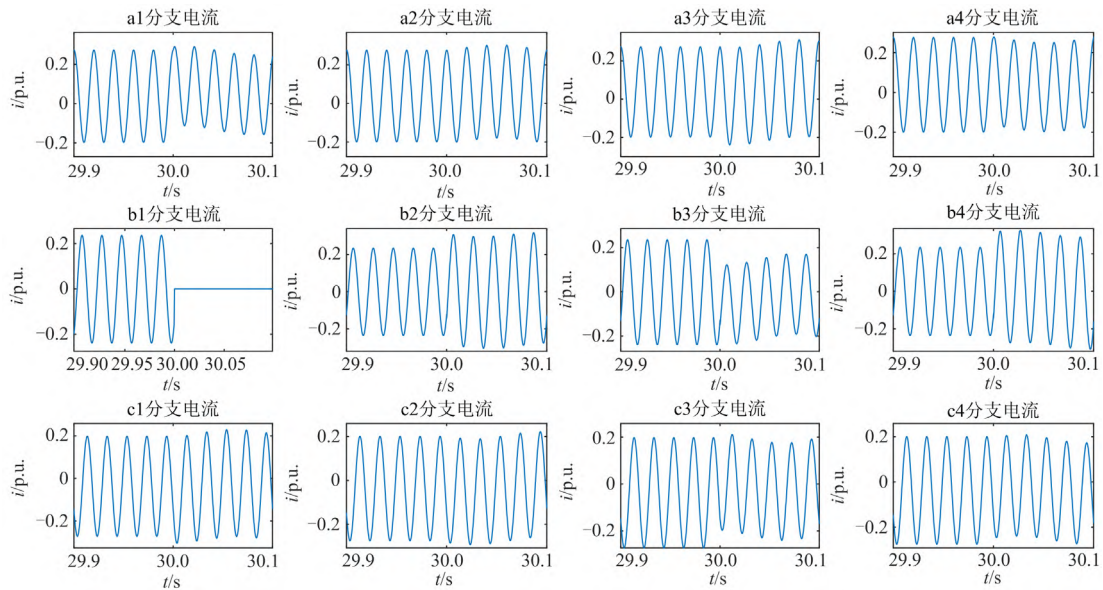 a1分支电流 a2分支电流 a3分支电流 a4分支电流
i/p.u. 0.2 0 −0.2 i/p.u. 0.2 0 −0.2 i/p.u. 0.2 0 −0.2 i/p.u. 0.2 0 −0.2
29.9 30.0 30.1 29.9 30.0 30.1 29.9 30.0 30.1 29.9 30.0 30.1
t/s t/s t/s t/s
b1分支电流 b2分支电流 b3分支电流 b4分支电流
i/p.u. 0.2 0 −0.2 i/p.u. 0.2 0 −0.2 i/p.u. 0.2 0 −0.2 i/p.u. 0.2 0 −0.2
29.90 29.95 30.00 30.05 29.9 30.0 30.1 29.9 30.0 30.1 29.9 30.0 30.1
t/s t/s t/s t/s
c1分支电流 c2分支电流 c3分支电流 c4分支电流
i/p.u. 0.2 0 −0.2 i/p.u. 0.2 0 −0.2 i/p.u. 0.2 0 −0.2 i/p.u. 0.2 0 −0.2
29.9 30.0 30.1 29.9 30.0 30.1 29.9 30.0 30.1 29.9 30.0 30.1
t/s t/s t/s t/s